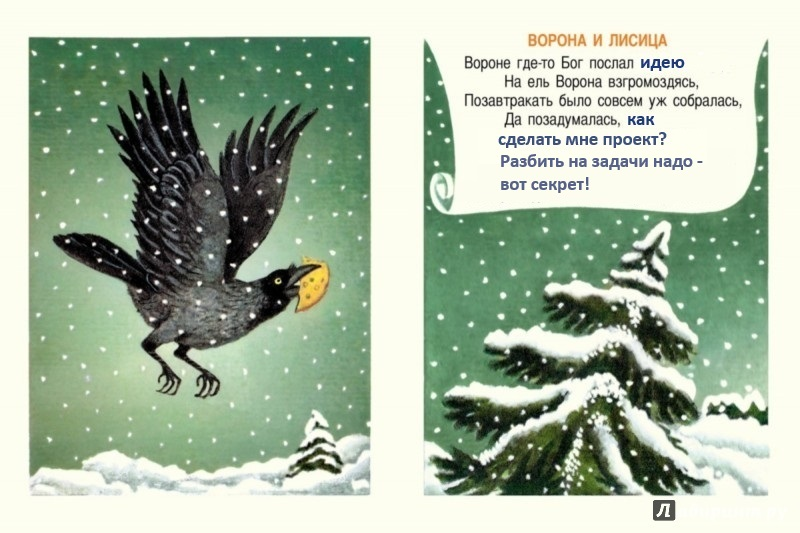 ВОРОНА И ЛИСИЦА
Вороне где-то Бог послал идею
На ель Ворона взгромоздясь,
Позавтракать было совсем уж собралась,
Да позадумалась, как
сделать мне проект?
Разбить на задачи надо -
вот секрет!